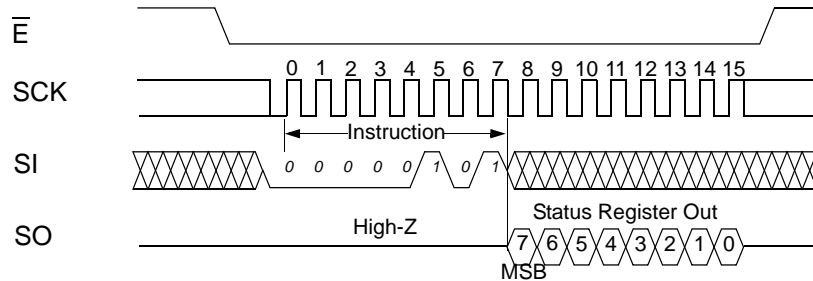 E
SCK
0 1 2 3 4 5 6 7 8 9 10 11 12 13 14 15
Instruction
SI
0 0 0 0 0 1 0 1
High-Z
Status Register Out
SO
7 6 5 4 3 2 1 0
MSB